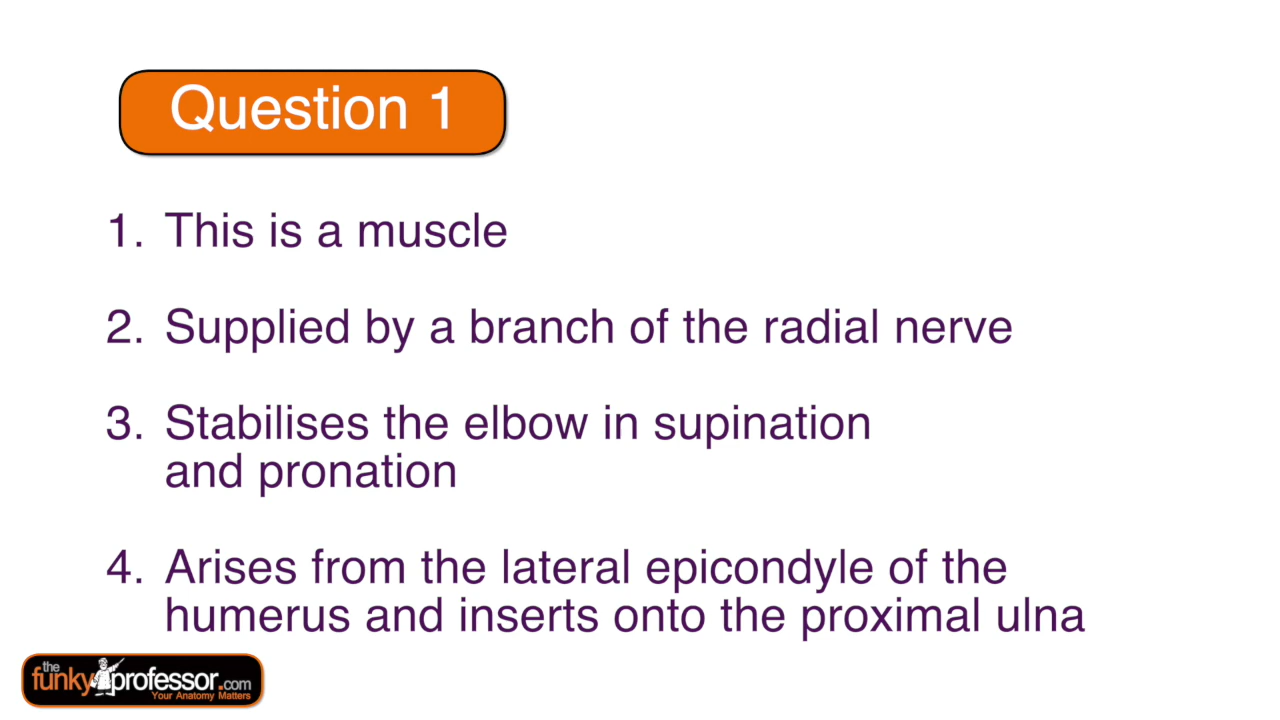 Question 1
1. This is a muscle
2. Supplied by a branch of the radial nerve
3. Stabilises the elbow in supination
and pronation
4. Arises from the lateral epicondyle of the
humerus and inserts onto the proximal ulna
the
funkyprofessor.com
Your Anatomy Matters